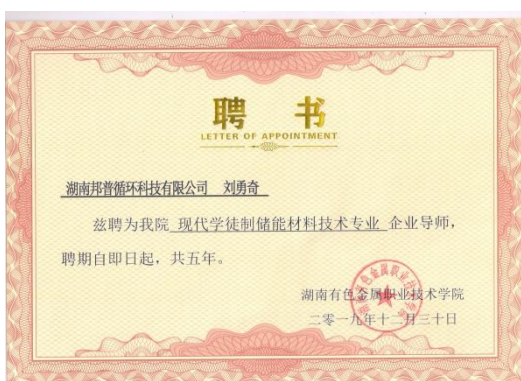 聘 书
LETTER OF APPOINTMENT
湖南邦普循环科技有限公司 刘勇奇
兹聘为我院 现代学徒制储能材料技术专业 企业导师,
聘期自即日起，共五年。
湖南有色金属职业技术学院
二零一九年十二月三十日